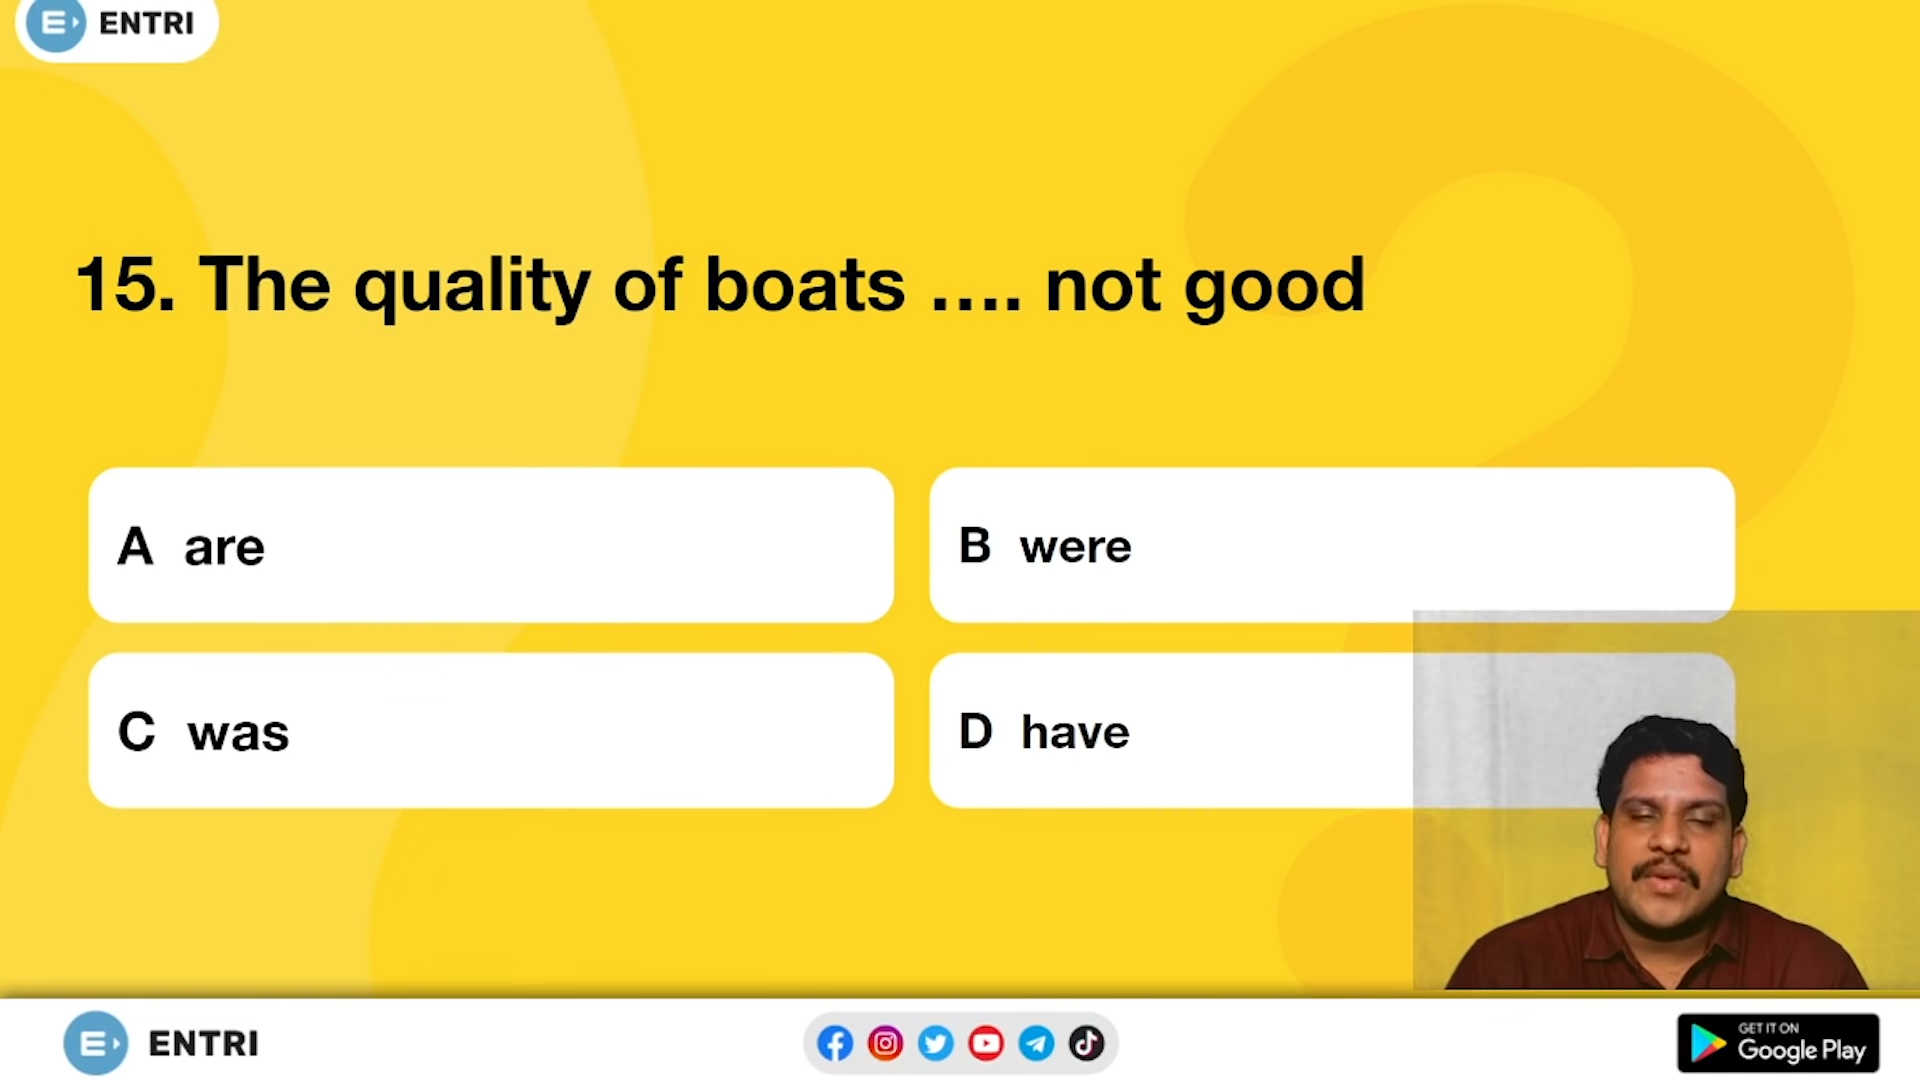 ENTRI
15. The quality of boats .... not good
A are
B were
C was
D have
ENTRI
GET IT ON
Google Play